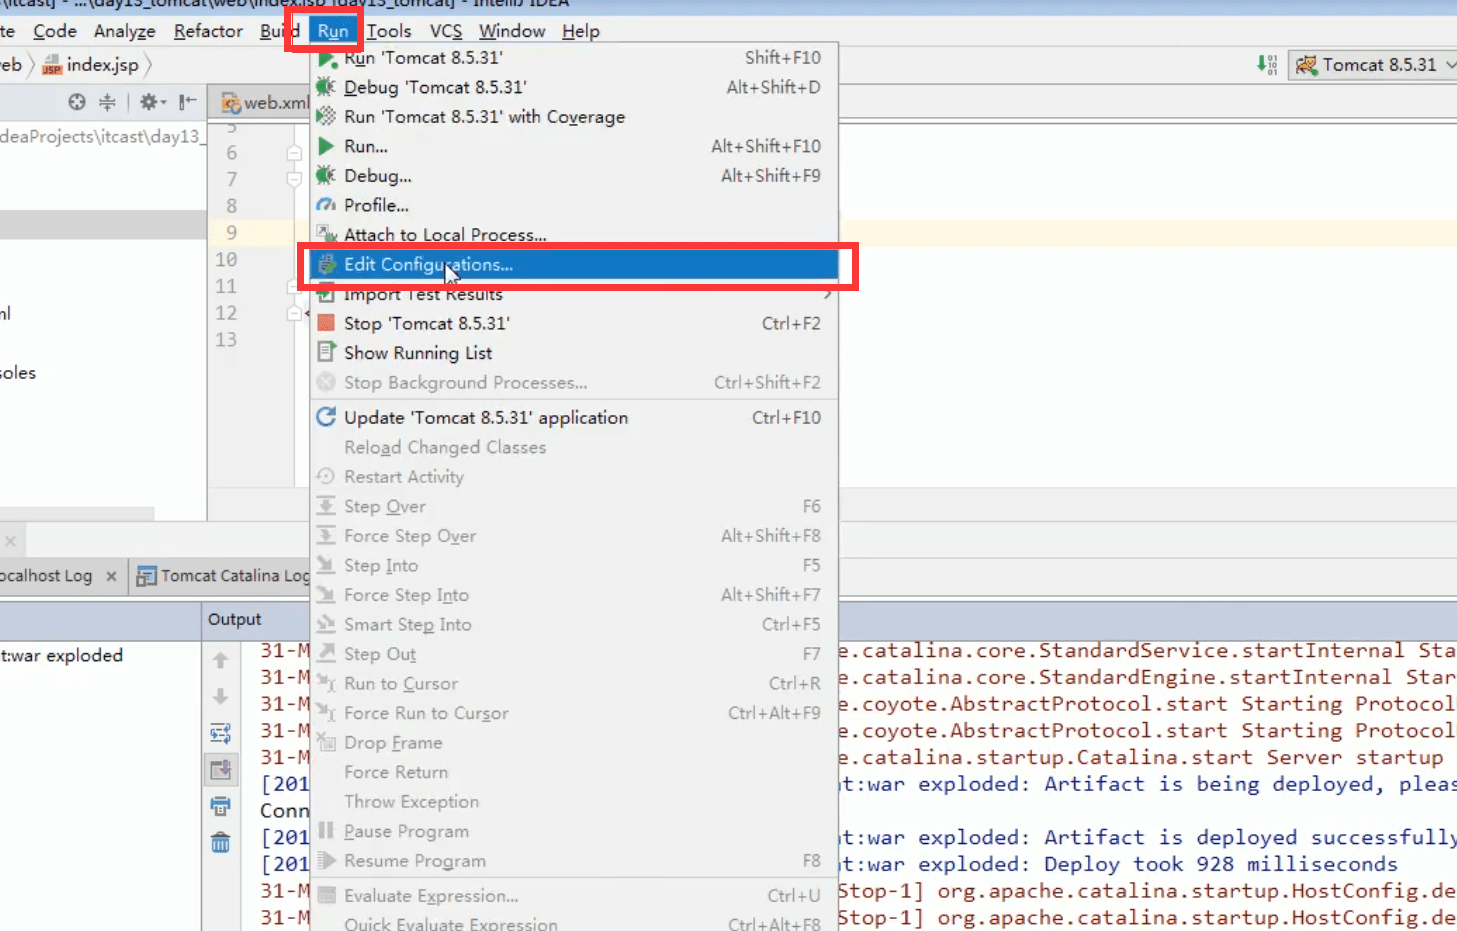 itcast] - ...\day13_tomcat\web\index.jsp [day13_tomcat] - IntelliJ IDEA
te Code Analyze Refactor Build Run Tools VCS Window Help
eb index.jsp Tomcat 8.5.31
web.xml
deaProjects\itcast\day13_
5
6
7
8
9
10
11
12
13
ml
soles
Run 'Tomcat 8.5.31' Shift+F10
Debug 'Tomcat 8.5.31' Alt+Shift+D
Run 'Tomcat 8.5.31' with Coverage
Run... Alt+Shift+F10
Debug... Alt+Shift+F9
Profile...
Attach to Local Process...
Edit Configurations...
Import Test Results
Stop 'Tomcat 8.5.31' Ctrl+F2
Show Running List
Stop Background Processes... Ctrl+Shift+F2
Update 'Tomcat 8.5.31' application Ctrl+F10
Reload Changed Classes
Restart Activity
Step Over F6
Force Step Over Alt+Shift+F8
Step Into F5
Force Step Into Alt+Shift+F7
Smart Step Into Ctrl+F5
Step Out F7
Run to Cursor Ctrl+R
Force Run to Cursor Ctrl+Alt+F9
Drop Frame
Force Return
Throw Exception
Pause Program
Resume Program F8
Evaluate Expression... Ctrl+U
Quick Evaluate Expression Ctrl+Alt+F8
ocalhost Log Tomcat Catalina Log
Output
t:war exploded
31-M e.catalina.core.StandardService.startInternal Sta
31-M e.catalina.core.StandardEngine.startInternal Star
31-M e.coyote.AbstractProtocol.start Starting Protocol
31-M e.coyote.AbstractProtocol.start Starting Protocol
31-M e.catalina.startup.Catalina.start Server startup
[201 t:war exploded: Artifact is being deployed, pleas
Conn
[201 t:war exploded: Artifact is deployed successfully
[201 t:war exploded: Deploy took 928 milliseconds
31-M Stop-1] org.apache.catalina.startup.HostConfig.de
31-M Stop-1] org.apache.catalina.startup.HostConfig.de